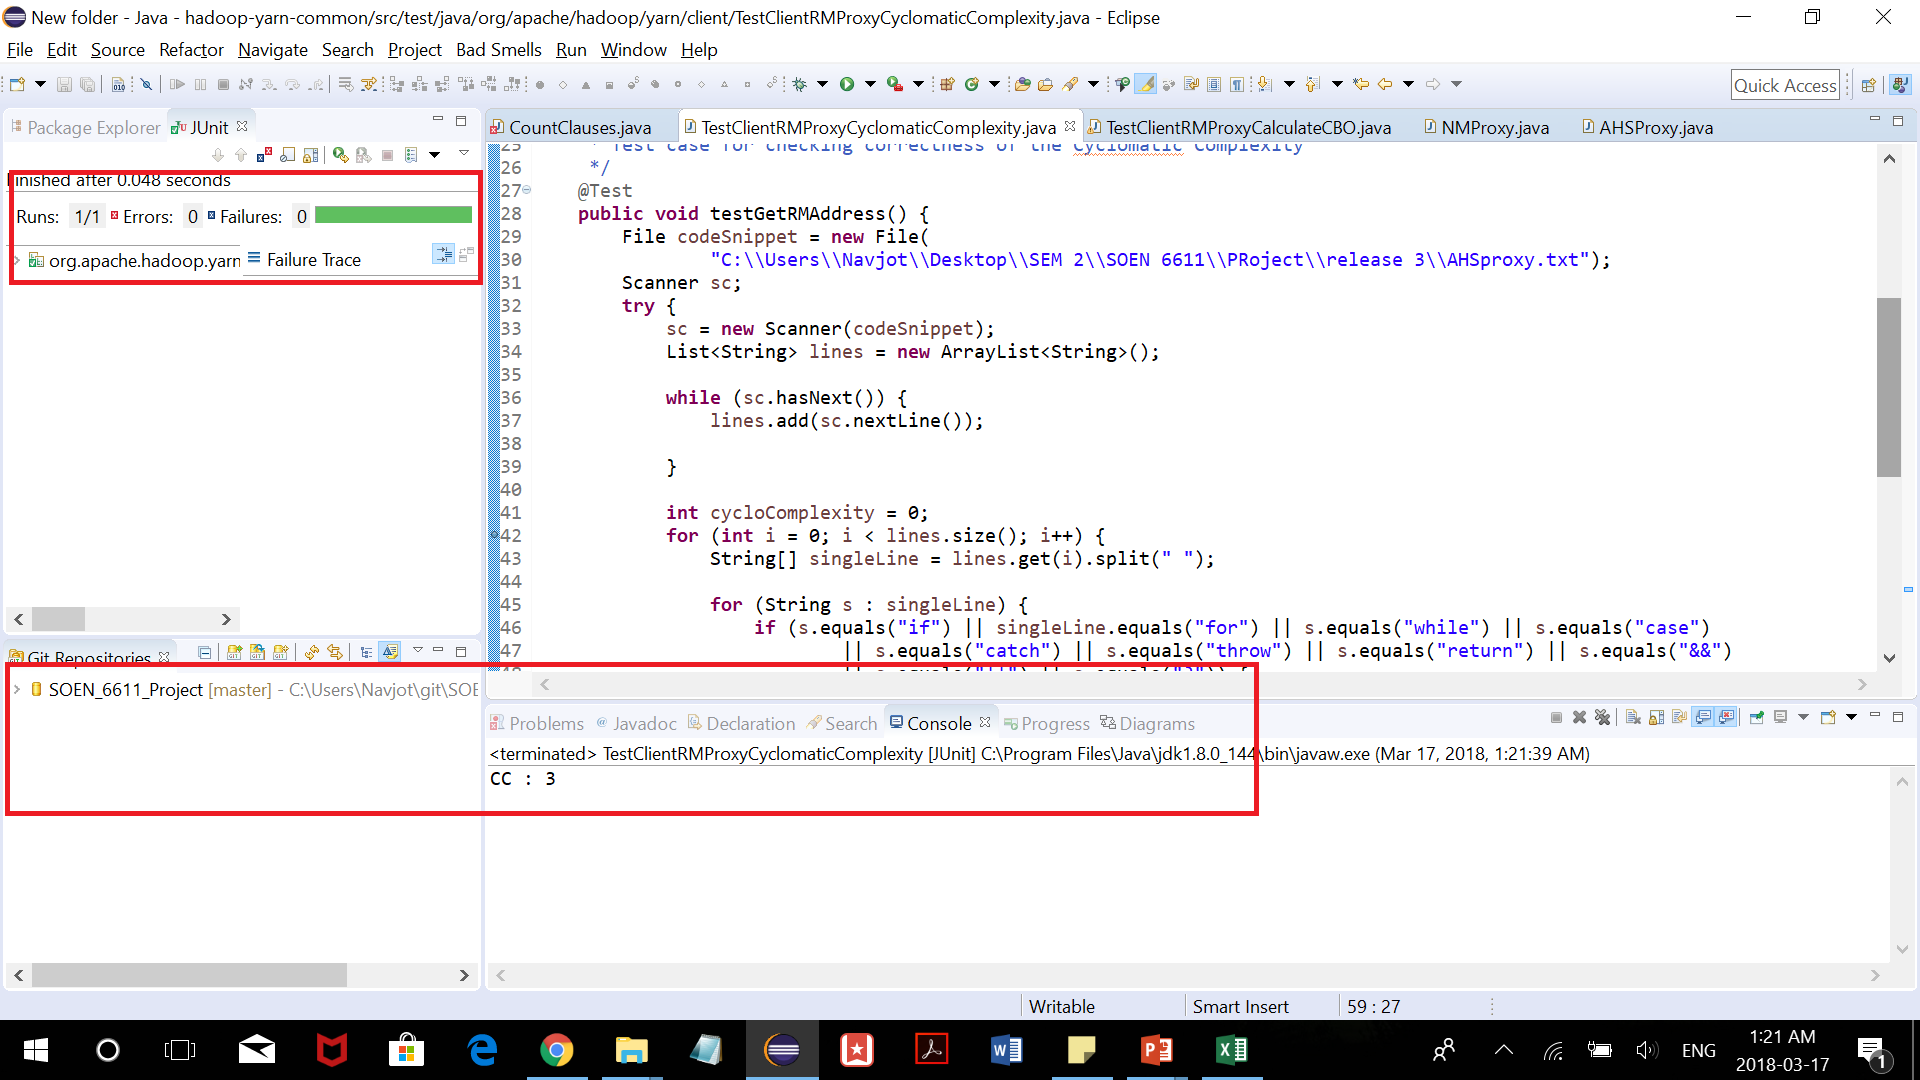 New folder - Java - hadoop-yarn-common/src/test/java/org/apache/hadoop/yarn/client/TestClientRMProxyCyclomaticComplexity.java - Eclipse
File Edit Source Refactor Navigate Search Project Bad Smells Run Window Help
Quick Access
Package Explorer JUnit
Finished after 0.048 seconds
Runs: 1/1 Errors: 0 Failures: 0
org.apache.hadoop.yarn Failure Trace
Git Repositories
SOEN_6611_Project [master] - C:\Users\Navjot\git\SOE
CountClauses.java TestClientRMProxyCyclomaticComplexity.java TestClientRMProxyCalculateCBO.java NMProxy.java AHSProxy.java
25 * Test case for checking correctness of the Cyclomatic Complexity
26 */
27 @Test
28 public void testGetRMAddress() {
29 File codeSnippet = new File(
30 "C:\\Users\\Navjot\\Desktop\\SEM 2\\SOEN 6611\\PRoject\\release 3\\AHSproxy.txt");
31 Scanner sc;
32 try {
33 sc = new Scanner(codeSnippet);
34 List<String> lines = new ArrayList<String>();
35
36 while (sc.hasNext()) {
37 lines.add(sc.nextLine());
38
39 }
40
41 int cycloComplexity = 0;
42 for (int i = 0; i < lines.size(); i++) {
43 String[] singleLine = lines.get(i).split(" ");
44
45 for (String s : singleLine) {
46 if (s.equals("if") || singleLine.equals("for") || s.equals("while") || s.equals("case")
47 || s.equals("catch") || s.equals("throw") || s.equals("return") || s.equals("&&")
Problems Javadoc Declaration Search Console Progress Diagrams
<terminated> TestClientRMProxyCyclomaticComplexity [JUnit] C:\Program Files\Java\jdk1.8.0_144\bin\javaw.exe (Mar 17, 2018, 1:21:39 AM)
CC : 3
Writable Smart Insert 59 : 27
ENG
1:21 AM
2018-03-17
1